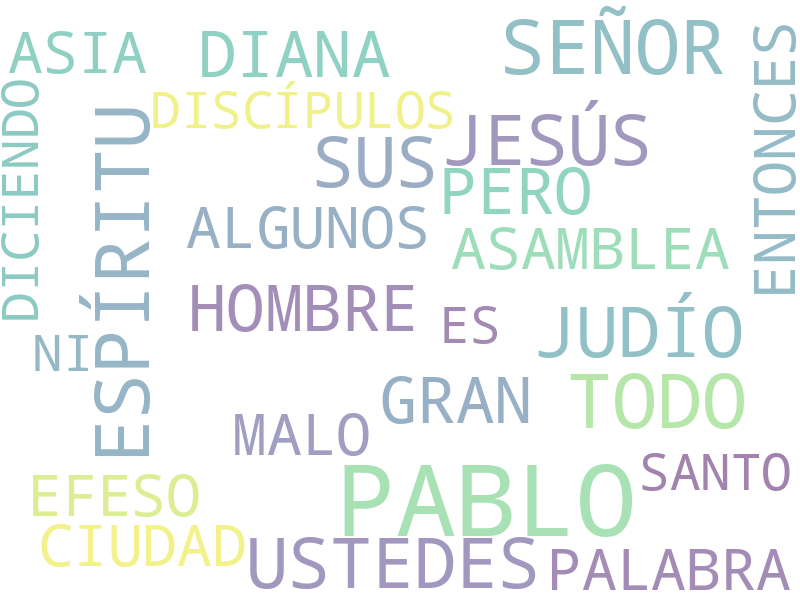 ASIA
DIANA
SEÑOR
ENTONCES
DICIENDO
ESPÍRITU
DISCÍPULOS
JESÚS
SUS
PERO
ALGUNOS
ASAMBLEA
HOMBRE
ES
JUDÍO
NI
GRAN
TODO
MALO
PABLO
SANTO
EFESO
CIUDAD
USTEDES
PALABRA